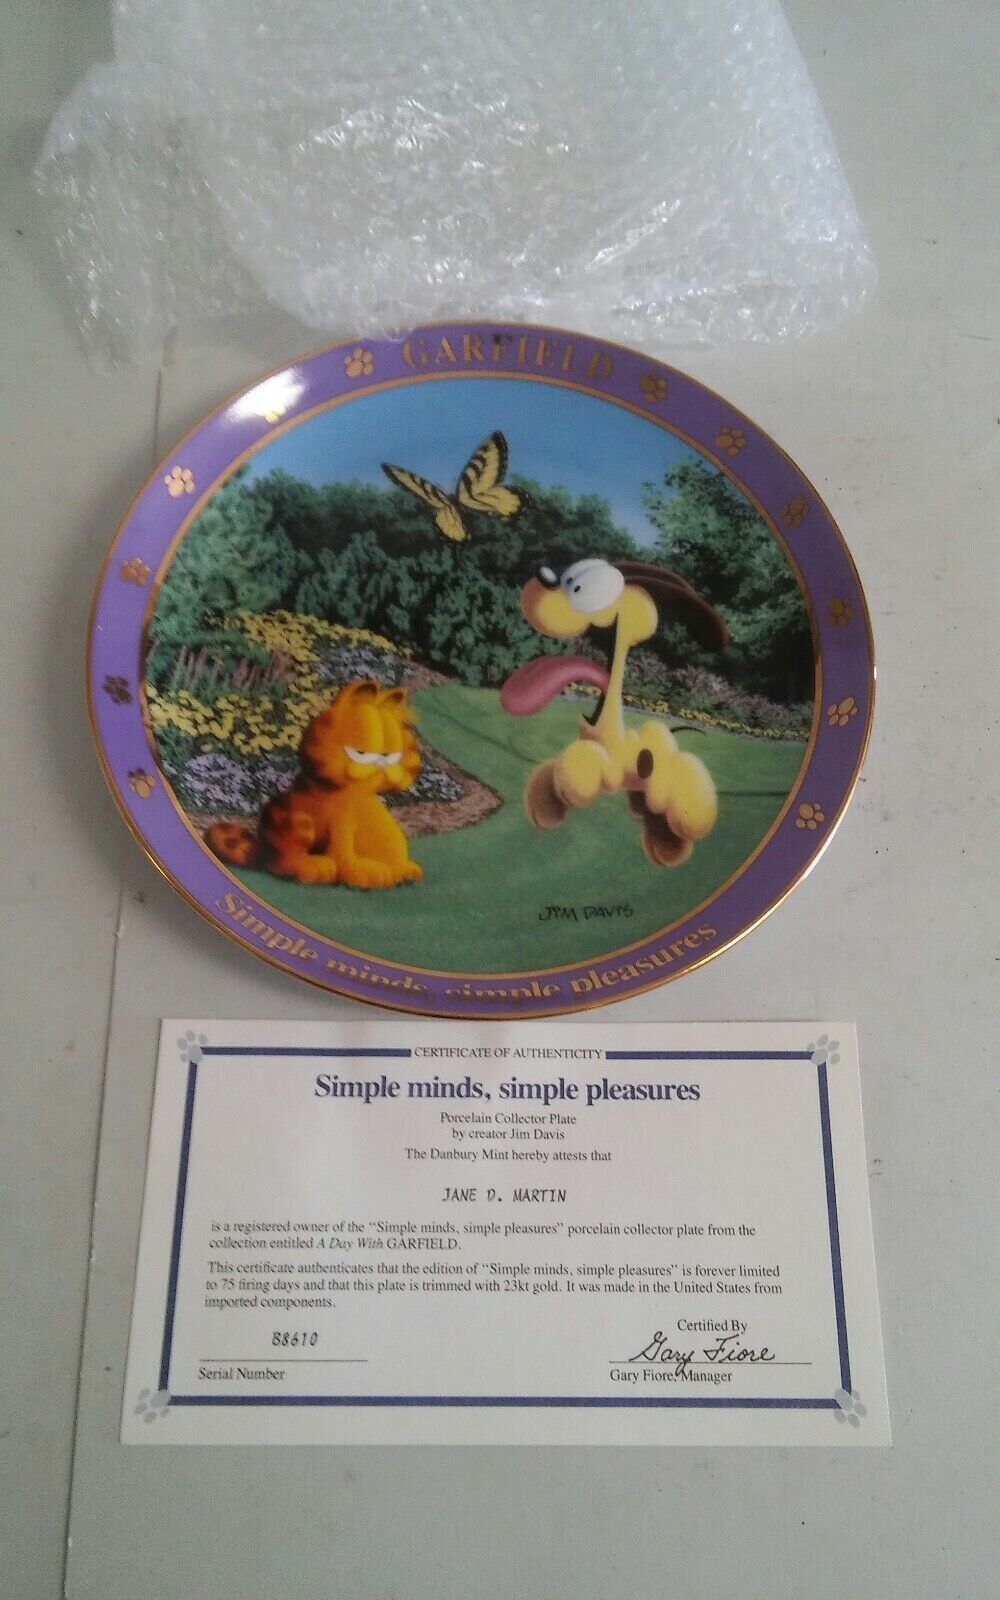 GARFIELD
JIM DAVIS
Simple minds, simple pleasures
CERTIFICATE OF AUTHENTICITY
Simple minds, simple pleasures
Porcelain Collector Plate
by creator Jim Davis
The Danbury Mint hereby attests that
JANE D. MARTIN
is a registered owner of the "Simple minds, simple pleasures" porcelain collector plate from the
collection entitled A Day With GARFIELD.
This certificate authenticates that the edition of "Simple minds, simple pleasures" is forever limited
to 75 firing days and that this plate is trimmed with 23kt gold. It was made in the United States from
imported components.
B8610
Serial Number
Certified By
Gary Fiore
Gary Fiore, Manager